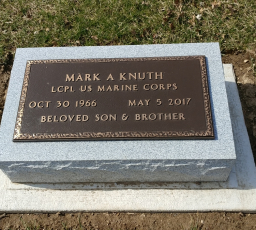 MARK A KNUTH
LCPL US MARINE CORPS
OCT 30 1966 MAY 5 2017
BELOVED SON & BROTHER